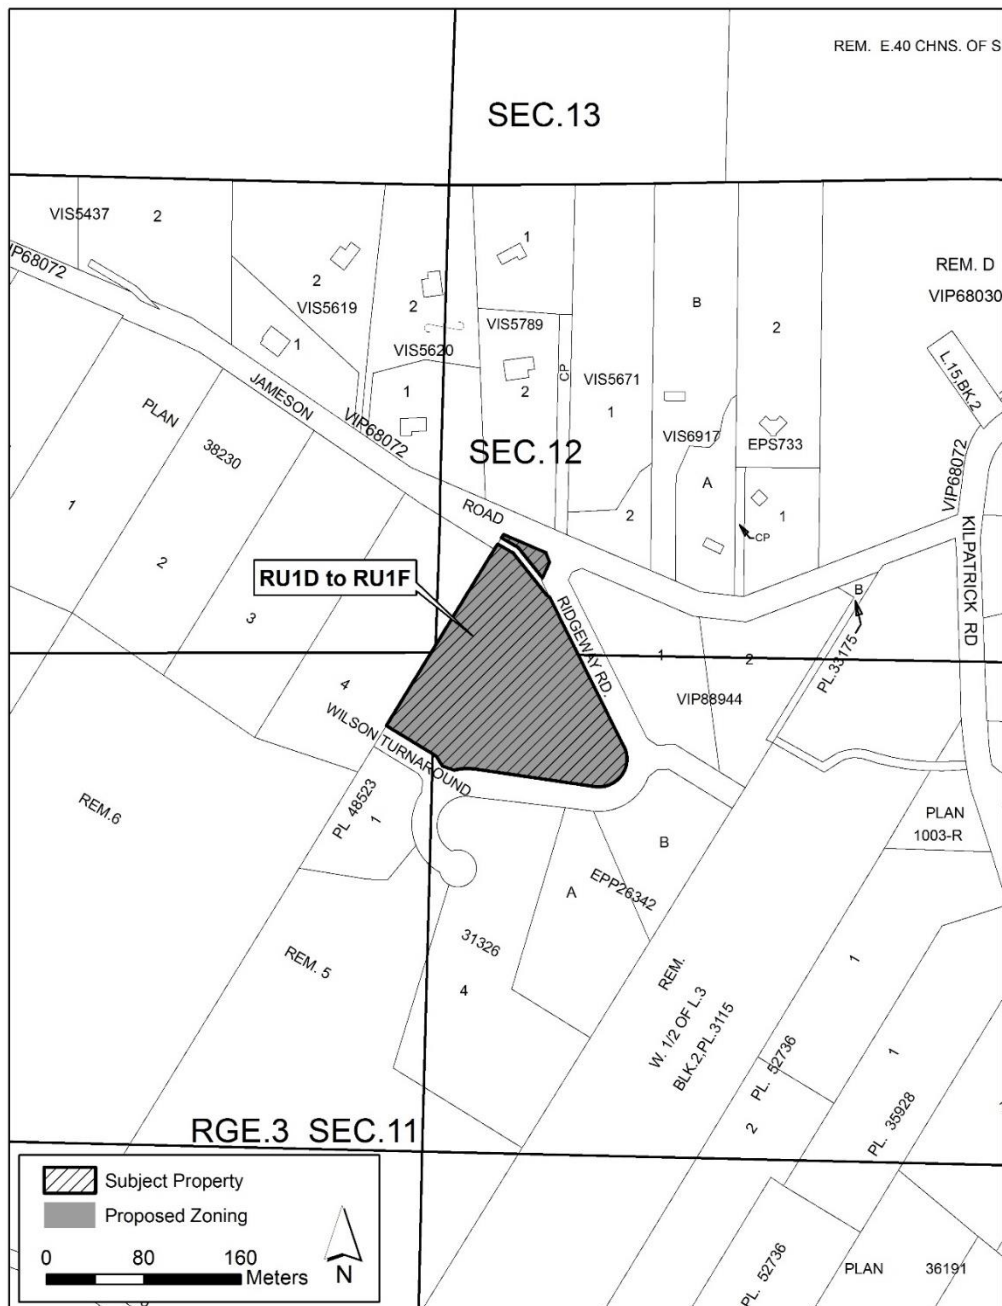 REM. E.40 CHNS. OF S
SEC.13
VIS5437
2
VIP68072
2
VIS5619
1
2
VIS5620
1
1
VIS5789
2
CP
VIS5671
1
2
B
VIS6917
A
2
EPS733
1
CP
REM. D
VIP68030
L.15,BK.2
VIP68072
KILPATRICK RD
JAMESON
VIP68072
ROAD
SEC.12
PLAN
38230
1
2
3
4
RU1D to RU1F
RIDGEWAY RD.
1
2
VIP88944
B
PL.33175
WILSON TURNAROUND
PL. 48523
1
REM.6
REM. 5
31326
4
A
B
EPP26342
PLAN
1003-R
REM.
W. 1/2 OF L.3
BLK.2,PL.3115
1
PL. 52736
2
1
PL. 35928
PL. 52736
PLAN 36191
RGE.3 SEC.11
Subject Property
Proposed Zoning
0 80 160
Meters
N